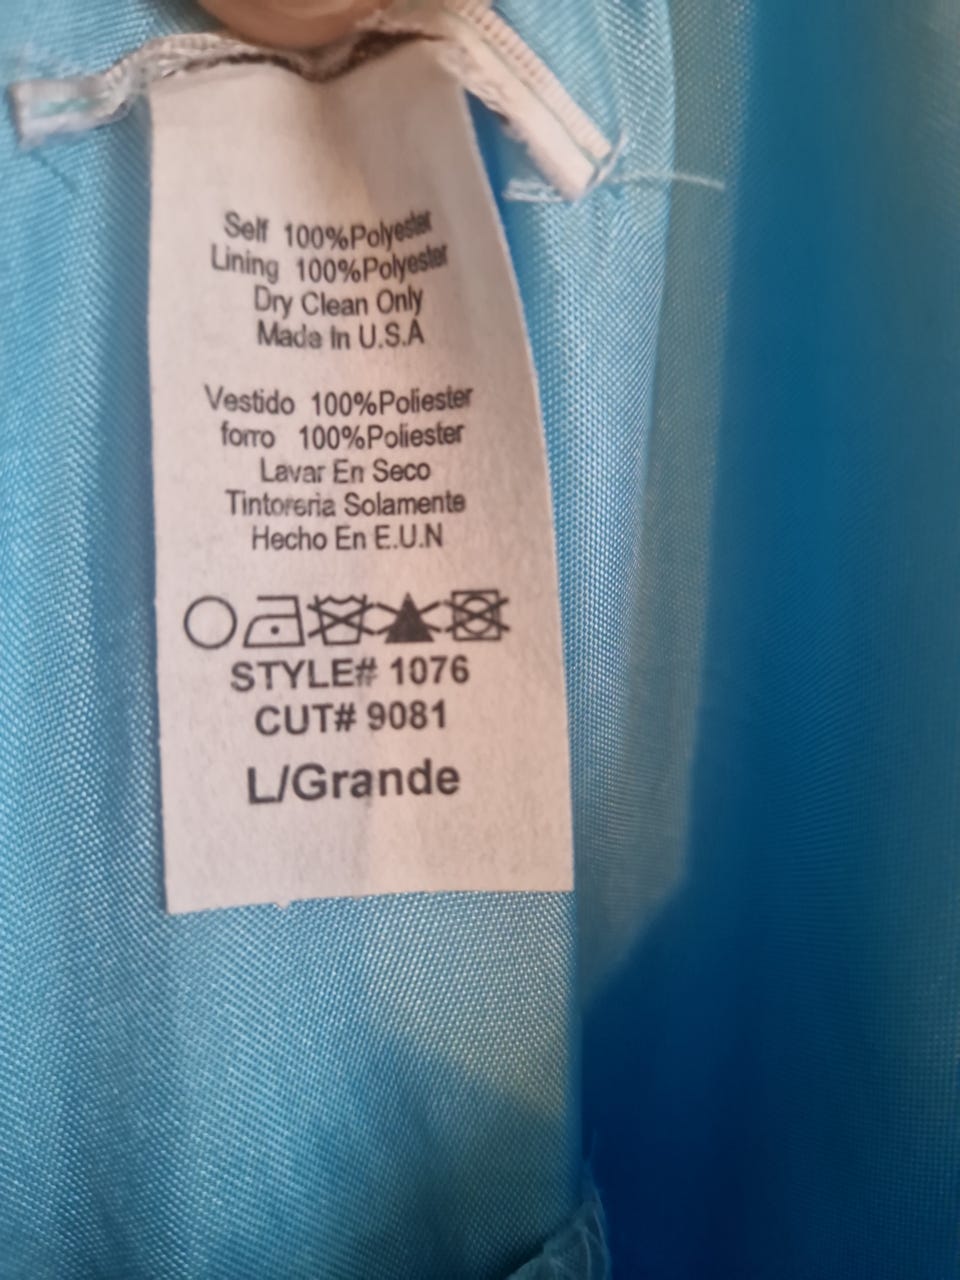 Self 100%Polyester
Lining 100%Polyester
Dry Clean Only
Made In U.S.A
Vestido 100%Poliester
forro 100%Poliester
Lavar En Seco
Tintoreria Solamente
Hecho En E.U.N
STYLE# 1076
CUT# 9081
L/Grande